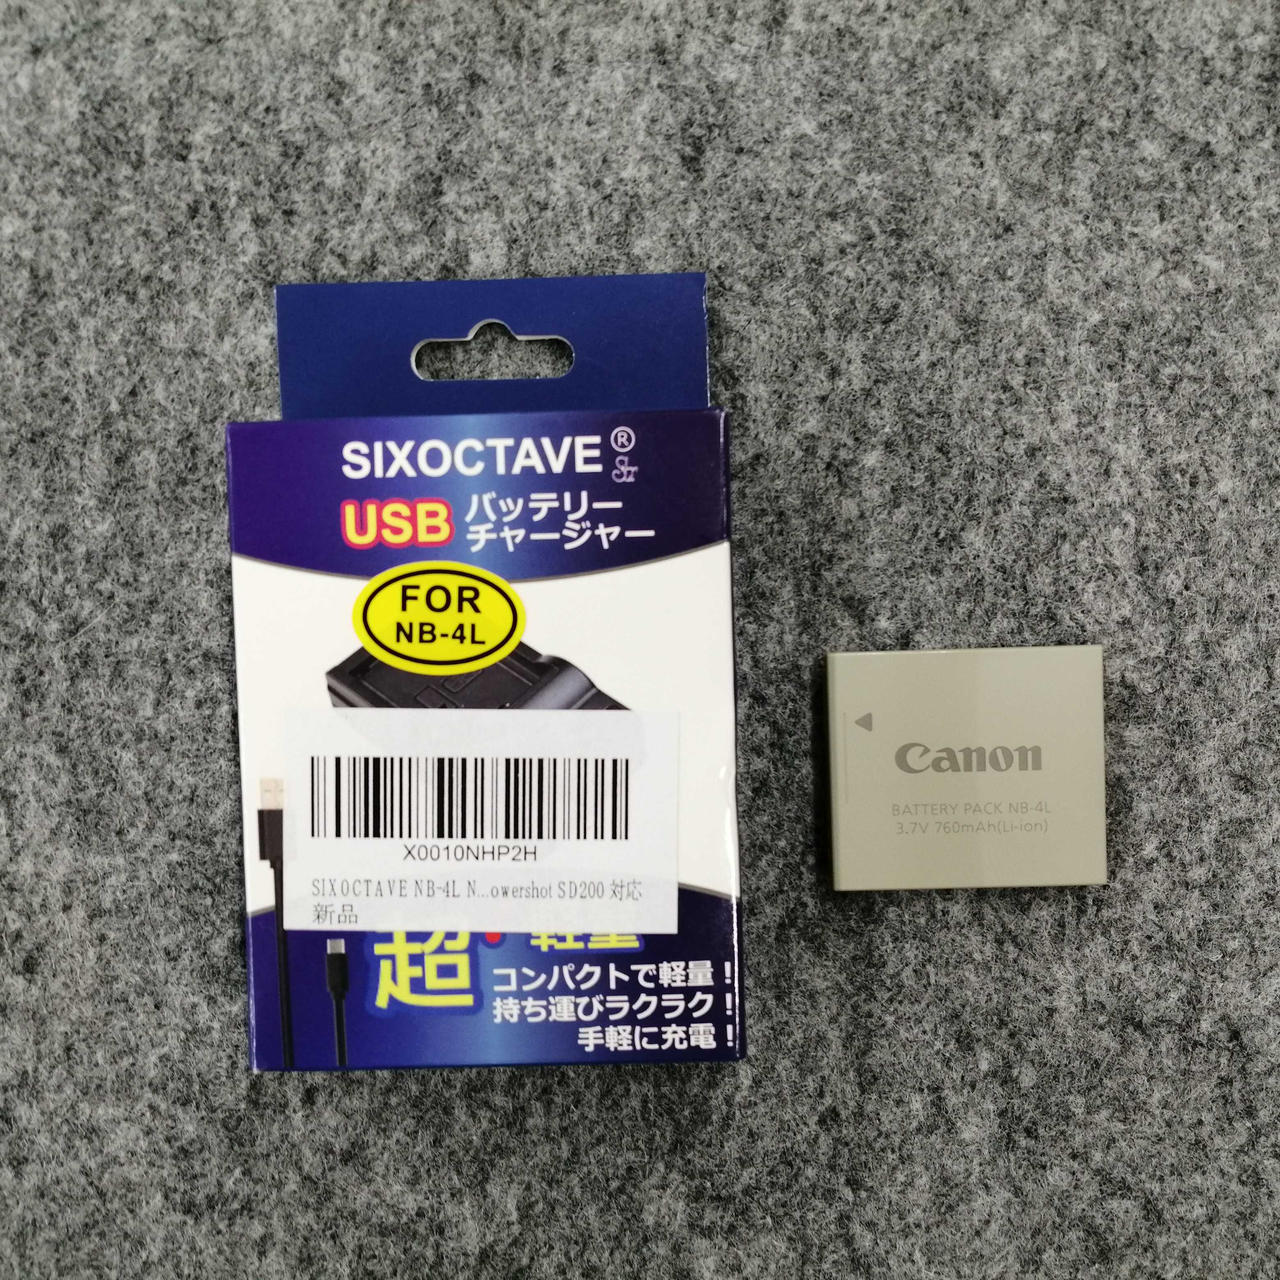 SIXOCTAVE®
Sr
USB バッテリー
チャージャー
FOR
NB-4L
X0010NHP2H
SIXOCTAVE NB-4L N...owershot SD200 対応
新品
超 軽量
コンパクトで軽量！
持ち運びラクラク！
手軽に充電！
Canon
BATTERY PACK NB-4L
3.7V 760mAh(Li-ion)